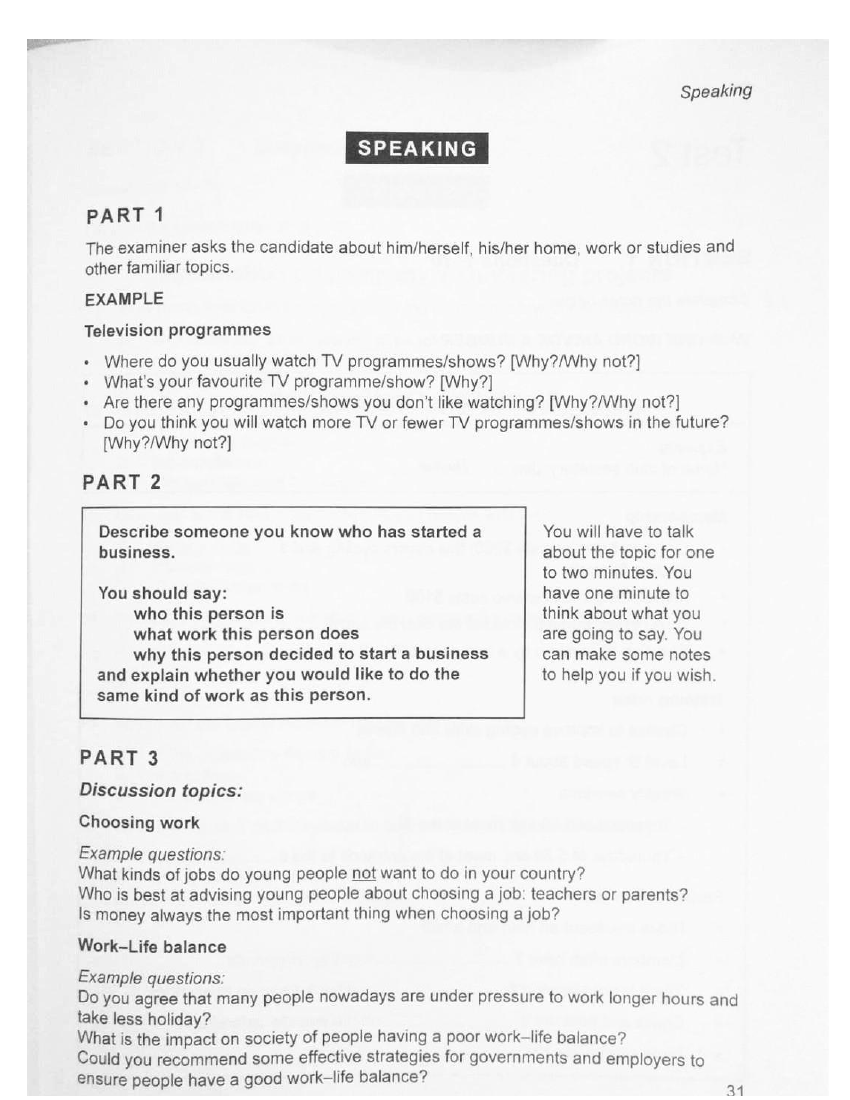 Speaking
SPEAKING
PART 1
The examiner asks the candidate about him/herself, his/her home, work or studies and
other familiar topics.
EXAMPLE
Television programmes
• Where do you usually watch TV programmes/shows? [Why?/Why not?]
• What's your favourite TV programme/show? [Why?]
• Are there any programmes/shows you don't like watching? [Why?/Why not?]
• Do you think you will watch more TV or fewer TV programmes/shows in the future?
[Why?/Why not?]
PART 2
Describe someone you know who has started a
business.
You should say:
who this person is
what work this person does
why this person decided to start a business
and explain whether you would like to do the
same kind of work as this person.
You will have to talk
about the topic for one
to two minutes. You
have one minute to
think about what you
are going to say. You
can make some notes
to help you if you wish.
PART 3
Discussion topics:
Choosing work
Example questions:
What kinds of jobs do young people not want to do in your country?
Who is best at advising young people about choosing a job: teachers or parents?
Is money always the most important thing when choosing a job?
Work–Life balance
Example questions:
Do you agree that many people nowadays are under pressure to work longer hours and
take less holiday?
What is the impact on society of people having a poor work–life balance?
Could you recommend some effective strategies for governments and employers to
ensure people have a good work–life balance?
31